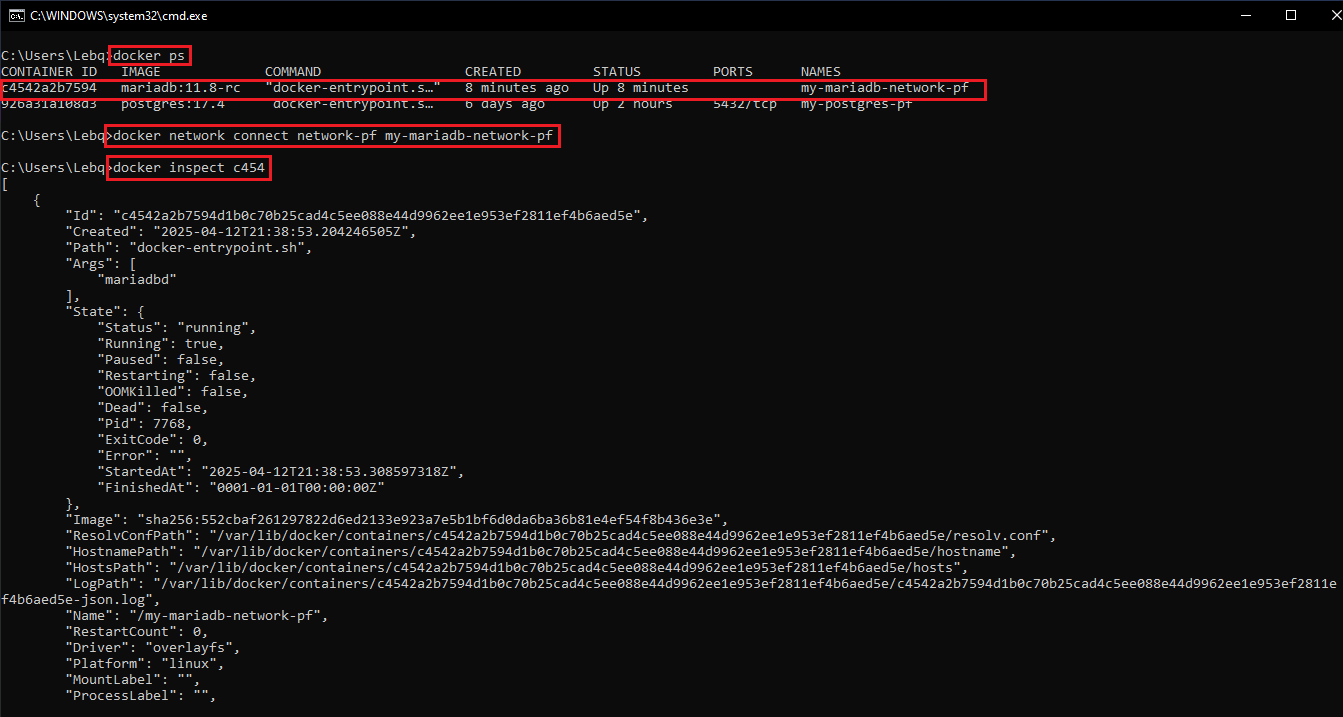 C:\WINDOWS\system32\cmd.exe
C:\Users\Lebq>docker ps
CONTAINER ID   IMAGE             COMMAND                  CREATED         STATUS         PORTS      NAMES
c4542a2b7594   mariadb:11.8-rc   "docker-entrypoint.s…"   8 minutes ago   Up 8 minutes              my-mariadb-network-pf
926a31a108d3   postgres:17.4     "docker-entrypoint.s…"   6 days ago      Up 2 hours     5432/tcp   my-postgres-pf
C:\Users\Lebq>docker network connect network-pf my-mariadb-network-pf
C:\Users\Lebq>docker inspect c454
[
    {
        "Id": "c4542a2b7594d1b0c70b25cad4c5ee088e44d9962ee1e953ef2811ef4b6aed5e",
        "Created": "2025-04-12T21:38:53.204246505Z",
        "Path": "docker-entrypoint.sh",
        "Args": [
            "mariadbd"
        ],
        "State": {
            "Status": "running",
            "Running": true,
            "Paused": false,
            "Restarting": false,
            "OOMKilled": false,
            "Dead": false,
            "Pid": 7768,
            "ExitCode": 0,
            "Error": "",
            "StartedAt": "2025-04-12T21:38:53.308597318Z",
            "FinishedAt": "0001-01-01T00:00:00Z"
        },
        "Image": "sha256:552cbaf261297822d6ed2133e923a7e5b1bf6d0da6ba36b81e4ef54f8b436e3e",
        "ResolvConfPath": "/var/lib/docker/containers/c4542a2b7594d1b0c70b25cad4c5ee088e44d9962ee1e953ef2811ef4b6aed5e/resolv.conf",
        "HostnamePath": "/var/lib/docker/containers/c4542a2b7594d1b0c70b25cad4c5ee088e44d9962ee1e953ef2811ef4b6aed5e/hostname",
        "HostsPath": "/var/lib/docker/containers/c4542a2b7594d1b0c70b25cad4c5ee088e44d9962ee1e953ef2811ef4b6aed5e/hosts",
        "LogPath": "/var/lib/docker/containers/c4542a2b7594d1b0c70b25cad4c5ee088e44d9962ee1e953ef2811ef4b6aed5e/c4542a2b7594d1b0c70b25cad4c5ee088e44d9962ee1e953ef2811e
f4b6aed5e-json.log",
        "Name": "/my-mariadb-network-pf",
        "RestartCount": 0,
        "Driver": "overlayfs",
        "Platform": "linux",
        "MountLabel": "",
        "ProcessLabel": "",